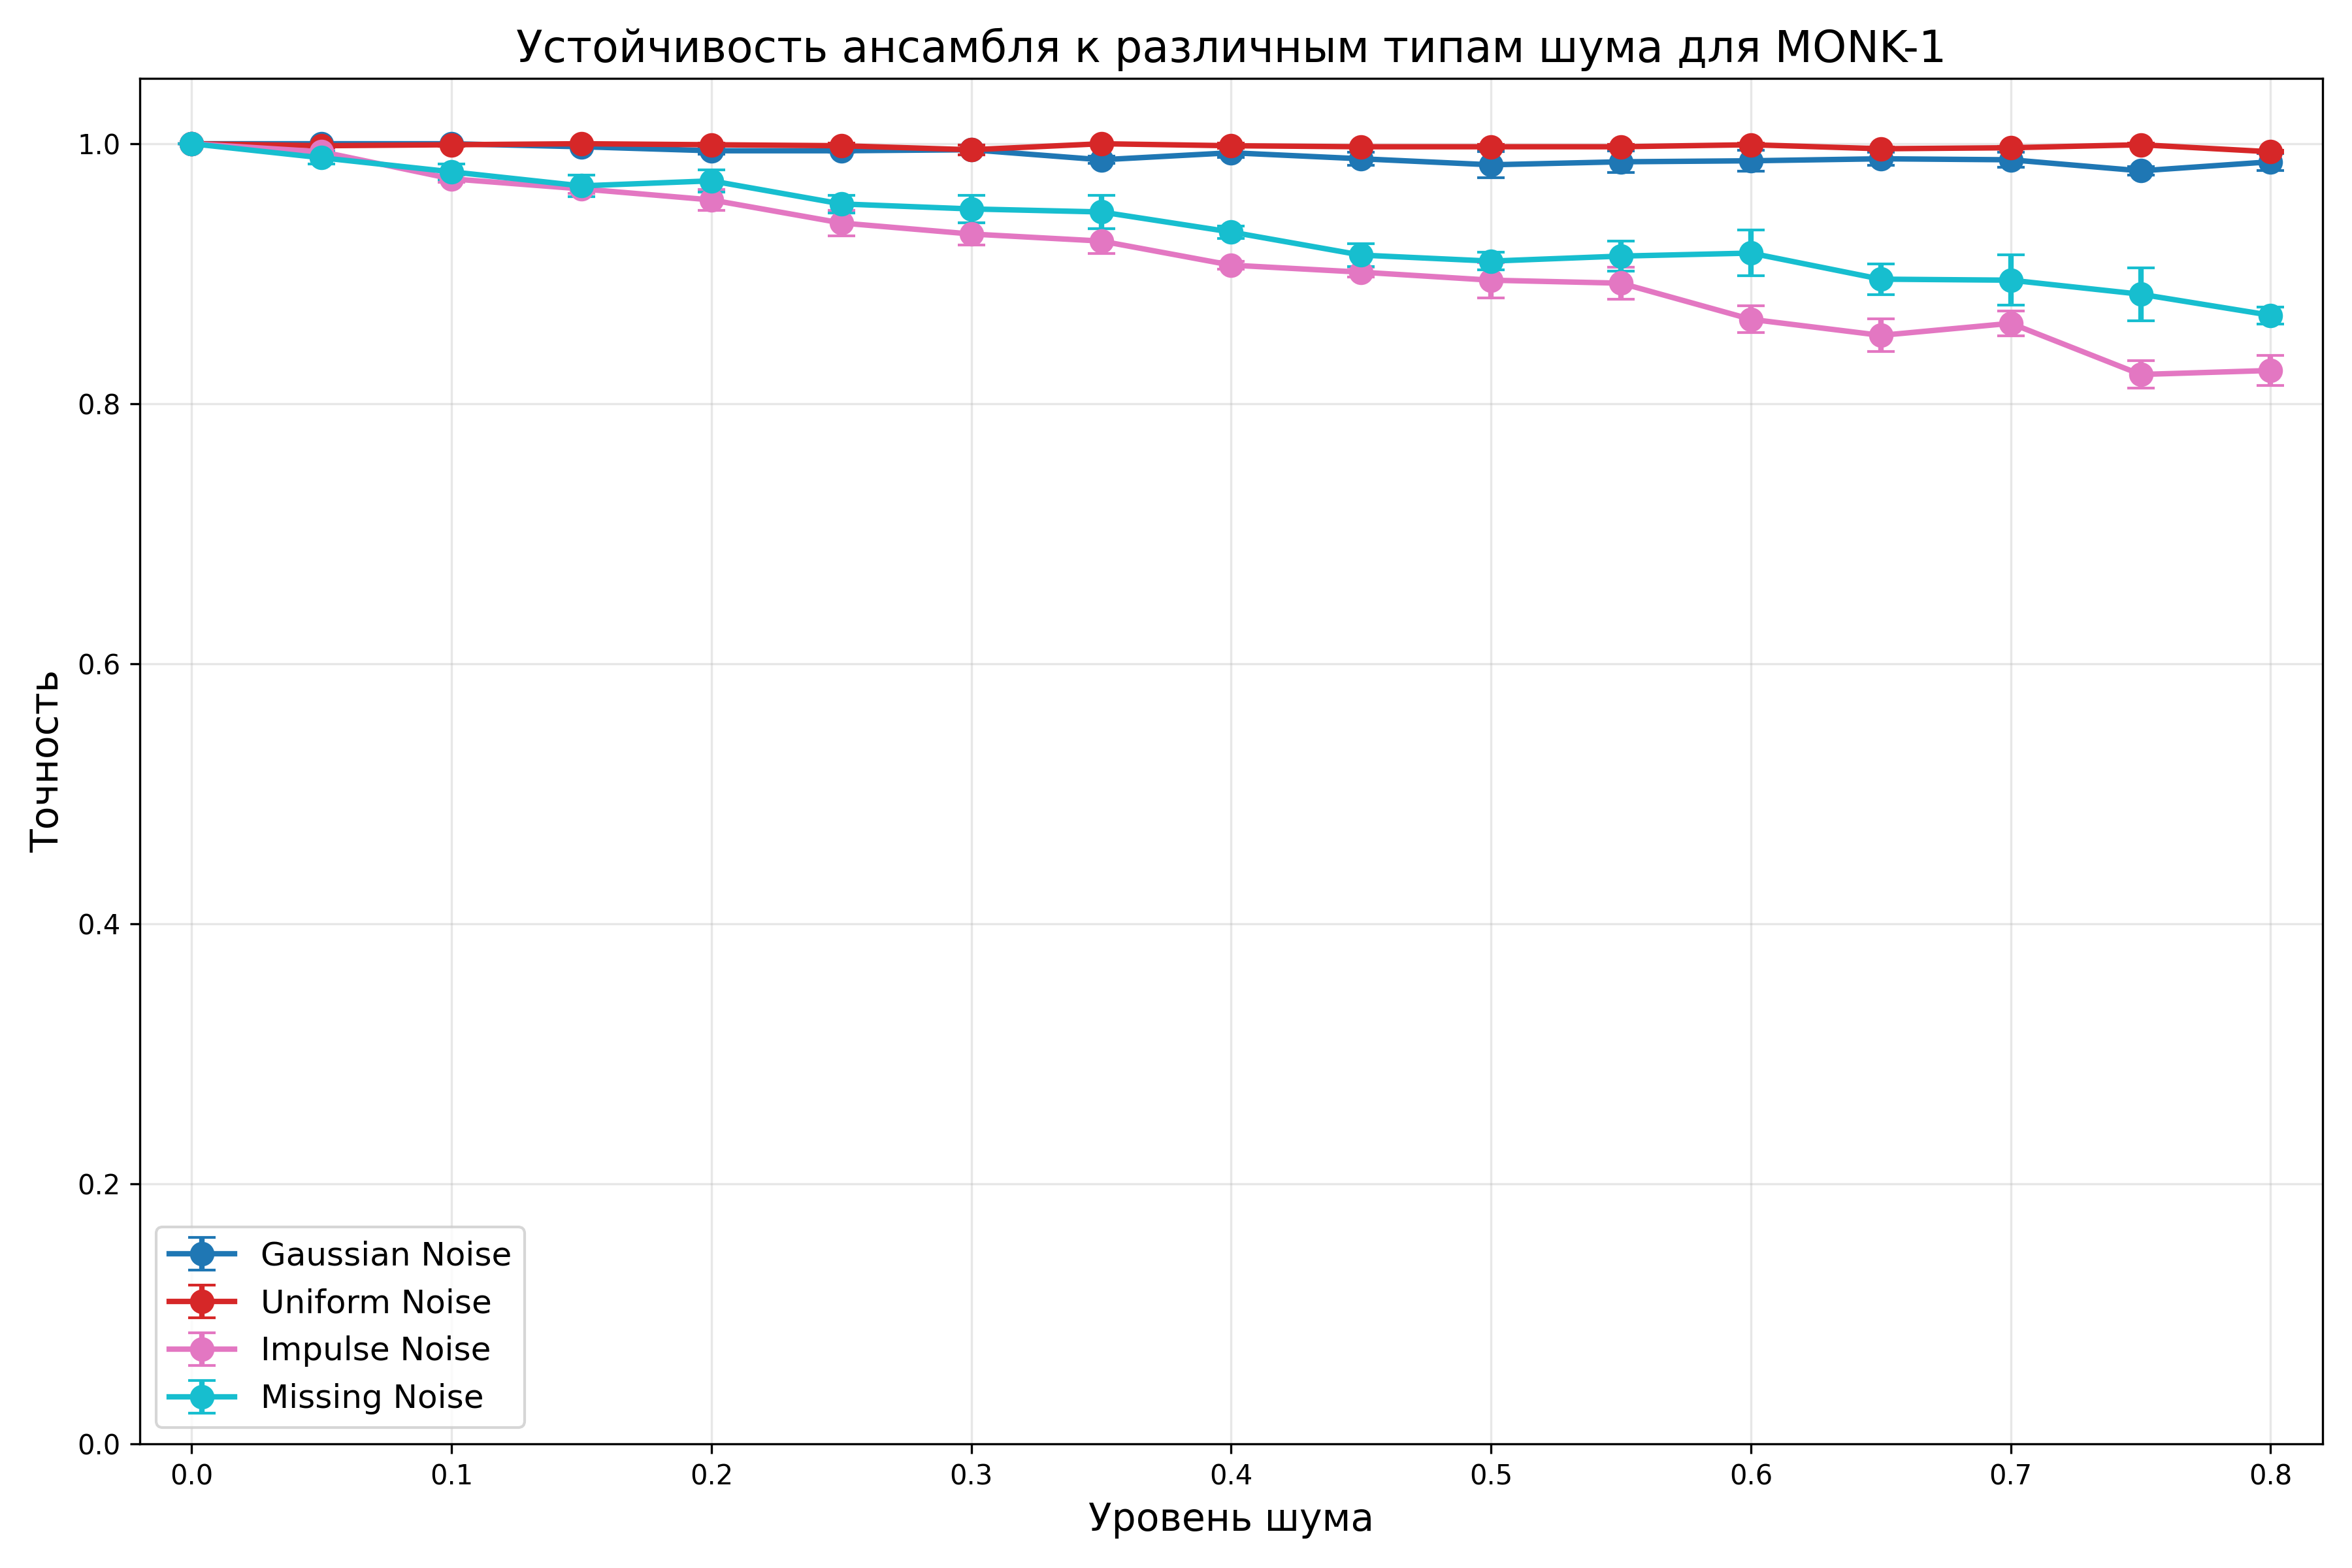 Устойчивость ансамбля к различным типам шума для MONK-1
Точность
1.0
0.8
0.6
0.4
0.2
0.0
Gaussian Noise
Uniform Noise
Impulse Noise
Missing Noise
0.0 0.1 0.2 0.3 0.4 0.5 0.6 0.7 0.8
Уровень шума